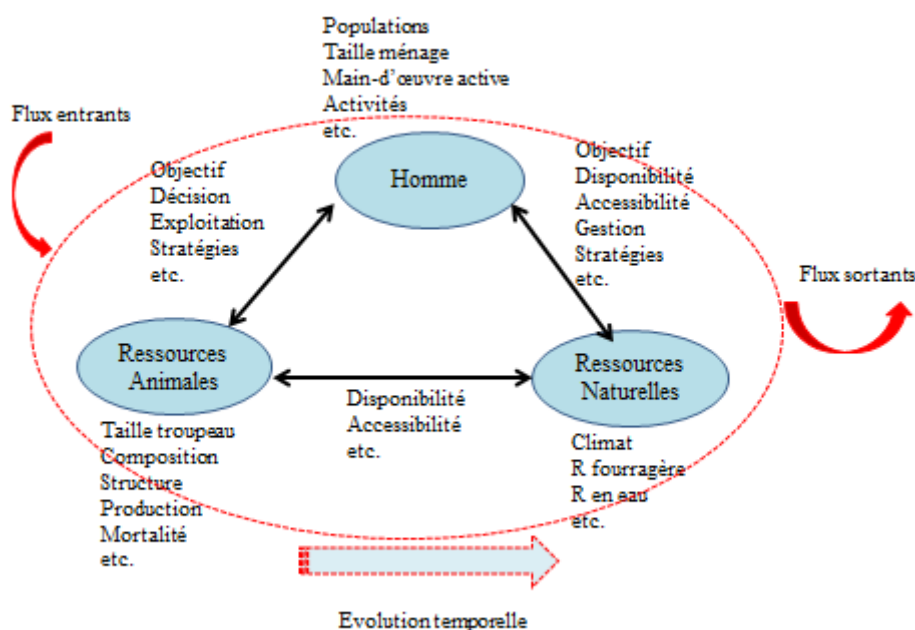 Populations
Taille ménage
Main-d'œuvre active
Activités
etc.
Flux entrants
Homme
Objectif
Décision
Exploitation
Stratégies
etc.
Objectif
Disponibilité
Accessibilité
Gestion
Stratégies
etc.
Flux sortants
Ressources
Animales
Ressources
Naturelles
Disponibilité
Accessibilité
etc.
Taille troupeau
Composition
Structure
Production
Mortalité
etc.
Climat
R fourragère
R en eau
etc.
Evolution temporelle